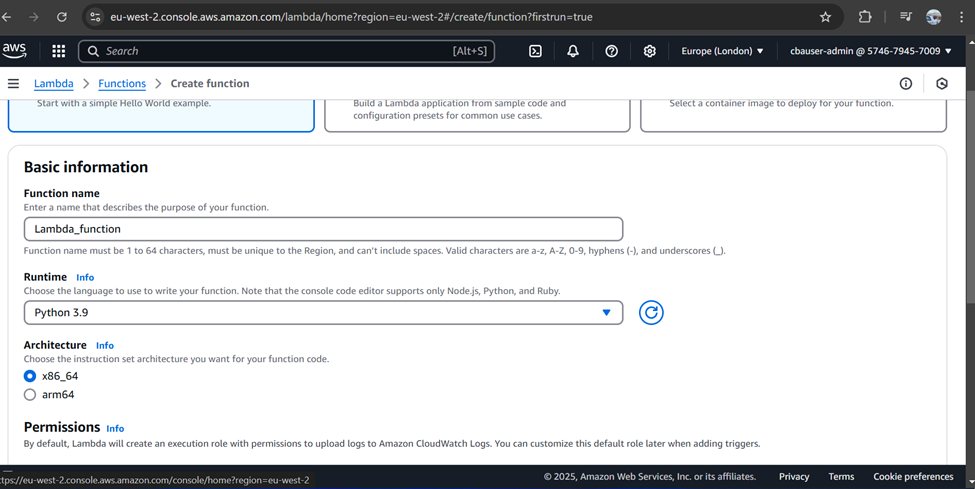 eu-west-2.console.aws.amazon.com/lambda/home?region=eu-west-2#/create/function?firstrun=true
aws
Search [Alt+S] Europe (London) cbauser-admin @ 5746-7945-7009
Lambda > Functions > Create function
Start with a simple Hello World example.
Build a Lambda application from sample code and
configuration presets for common use cases.
Select a container image to deploy for your function.
Basic information
Function name
Enter a name that describes the purpose of your function.
Lambda_function
Function name must be 1 to 64 characters, must be unique to the Region, and can't include spaces. Valid characters are a-z, A-Z, 0-9, hyphens (-), and underscores (_).
Runtime Info
Choose the language to use to write your function. Note that the console code editor supports only Node.js, Python, and Ruby.
Python 3.9
Architecture Info
Choose the instruction set architecture you want for your function code.
x86_64
arm64
Permissions Info
By default, Lambda will create an execution role with permissions to upload logs to Amazon CloudWatch Logs. You can customize this default role later when adding triggers.
ttps://eu-west-2.console.aws.amazon.com/console/home?region=eu-west-2
© 2025, Amazon Web Services, Inc. or its affiliates. Privacy Terms Cookie preferences